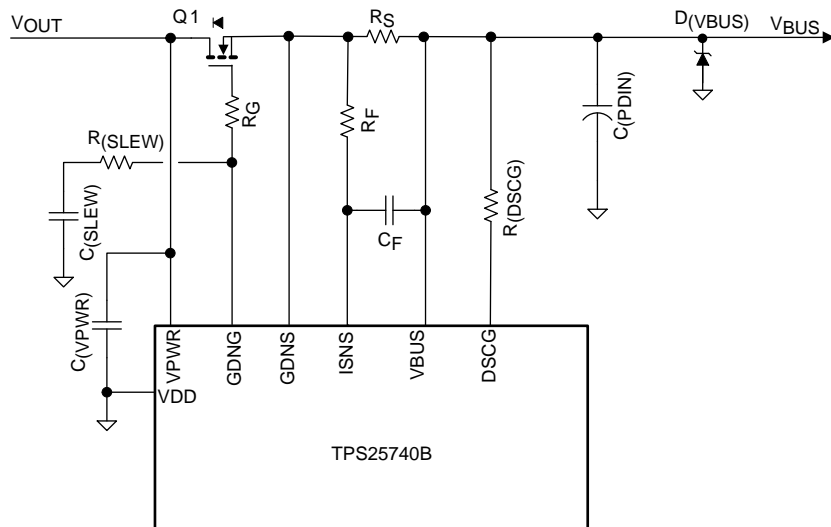 VOUT
Q1
RS
D(VBUS)
VBUS
RG
RF
C(PDIN)
R(SLEW)
C(SLEW)
CF
R(DSCG)
C(VPWR)
VPWR
GDNG
GDNS
ISNS
VBUS
DSCG
VDD
TPS25740B